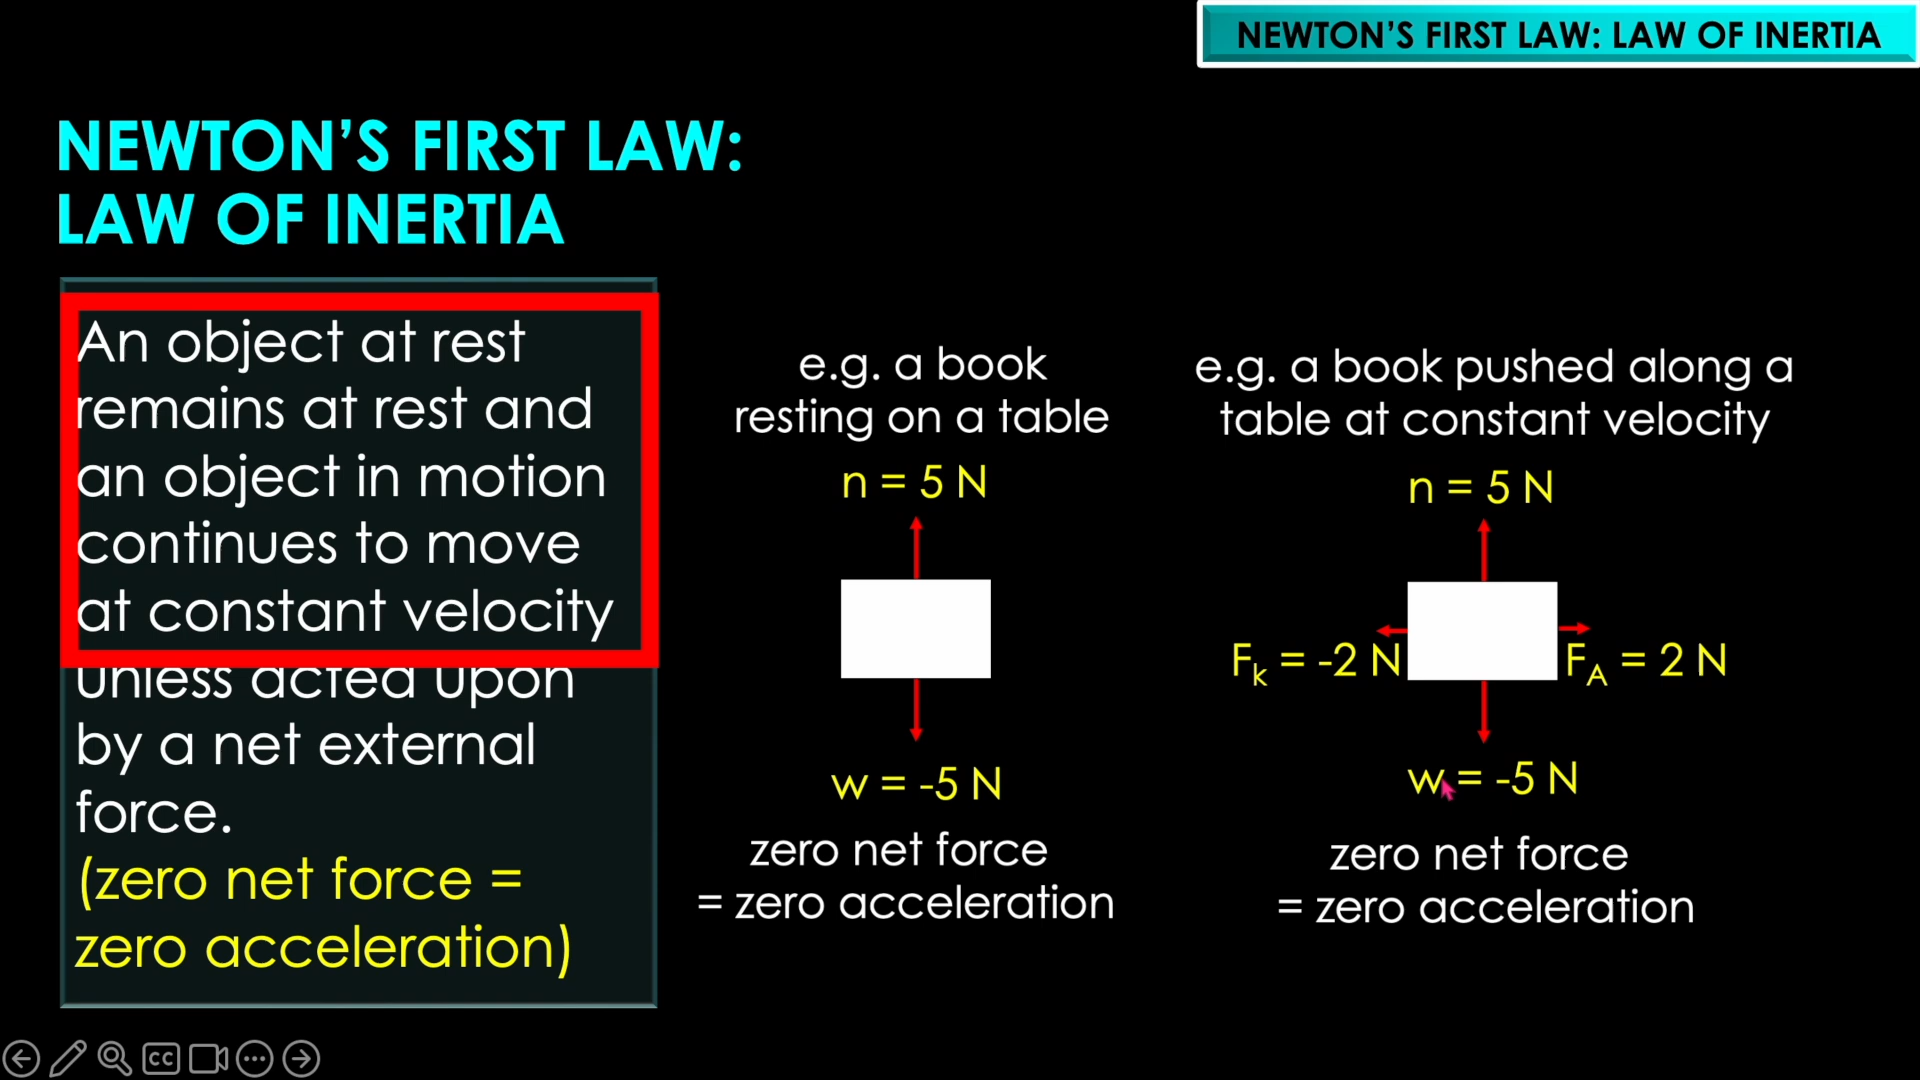 NEWTON’S FIRST LAW: LAW OF INERTIA
NEWTON’S FIRST LAW:
LAW OF INERTIA
An object at rest
remains at rest and
an object in motion
continues to move
at constant velocity
unless acted upon
by a net external
force.
(zero net force =
zero acceleration)
e.g. a book
resting on a table
n = 5 N
w = -5 N
zero net force
= zero acceleration
e.g. a book pushed along a
table at constant velocity
n = 5 N
Fk = -2 N
FA = 2 N
w = -5 N
zero net force
= zero acceleration
CC